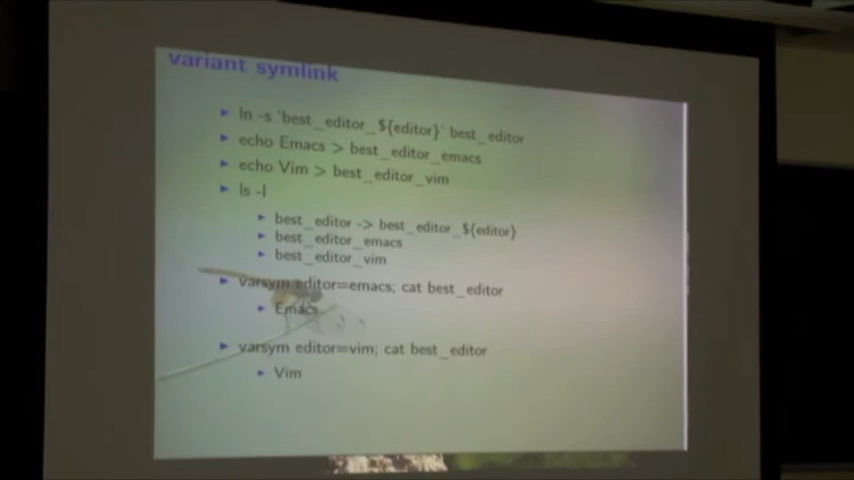 variant symlink
ln -s 'best_editor_${editor}' best_editor
echo Emacs > best_editor_emacs
echo Vim > best_editor_vim
ls -l
best_editor -> best_editor_${editor}
best_editor_emacs
best_editor_vim
varsym editor=emacs; cat best_editor
Emacs
varsym editor=vim; cat best_editor
Vim